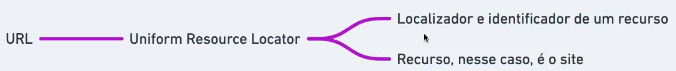 URL
Uniform Resource Locator
Localizador e identificador de um recurso
Recurso, nesse caso, é o site